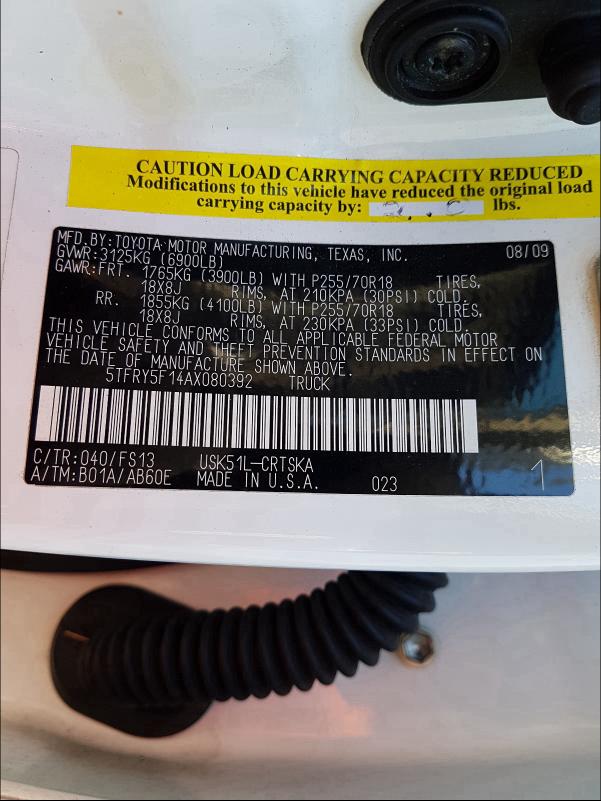 CAUTION LOAD CARRYING CAPACITY REDUCED
Modifications to this vehicle have reduced the original load
carrying capacity by: lbs.
MFD.BY:TOYOTA MOTOR MANUFACTURING, TEXAS, INC. 08/09
GVWR:3125KG (6900LB)
GAWR:FRT. 1765KG (3900LB) WITH P255/70R18 TIRES,
18X8J RIMS, AT 210KPA (30PSI) COLD.
RR. 1855KG (4100LB) WITH P255/70R18 TIRES,
18X8J RIMS, AT 230KPA (33PSI) COLD.
THIS VEHICLE CONFORMS TO ALL APPLICABLE FEDERAL MOTOR
VEHICLE SAFETY AND THEFT PREVENTION STANDARDS IN EFFECT ON
THE DATE OF MANUFACTURE SHOWN ABOVE.
5TFRY5F14AX080392 TRUCK
C/TR:040/FS13 USK51L-CRTSKA
A/TM:B01A/AB60E MADE IN U.S.A. 023 1